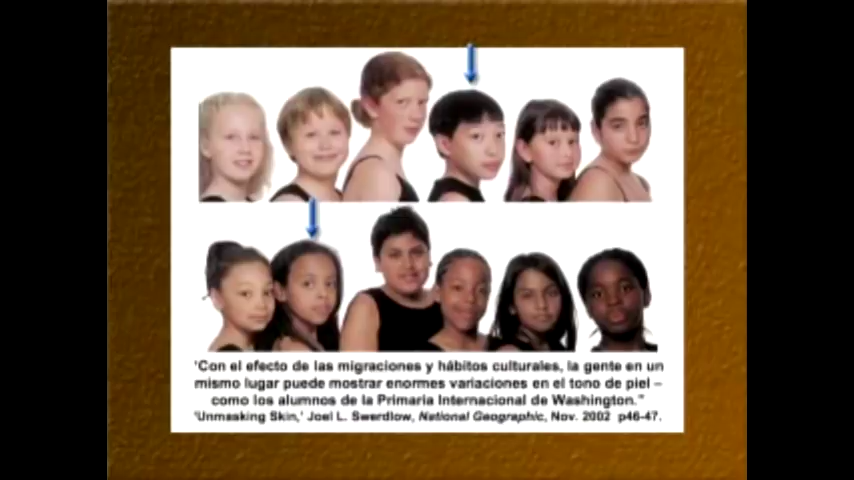 'Con el efecto de las migraciones y hábitos culturales, la gente en un
mismo lugar puede mostrar enormes variaciones en el tono de piel –
como los alumnos de la Primaria Internacional de Washington."
'Unmasking Skin,' Joel L. Swerdlow, National Geographic, Nov. 2002 p46-47.